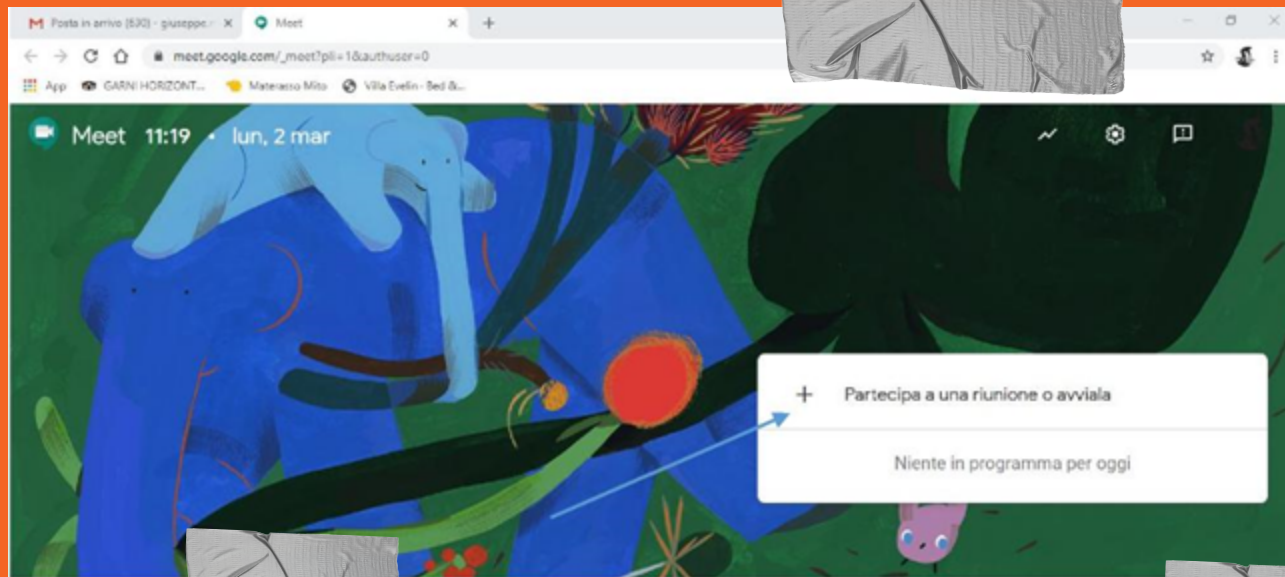 Posta in arrivo (630) - giuseppe.r
Meet
meet.google.com/_meet?pli=1&authuser=0
App
GARNI HORIZONT...
Materasso Mito
Villa Evelin - Bed &...
Meet 11:19 • lun, 2 mar
+ Partecipa a una riunione o avviala
Niente in programma per oggi